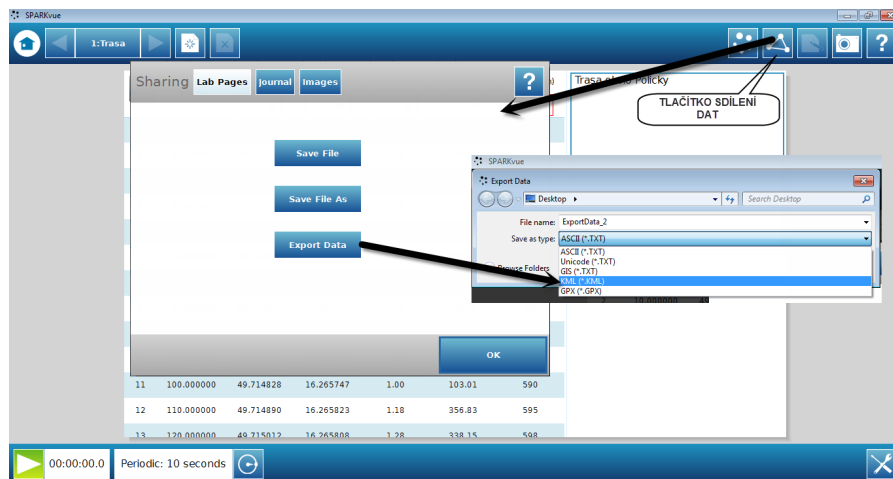 SPARKvue
1:Trasa
?
Sharing
Lab Pages
Journal
Images
?
Trasa okolo Poličky
TLAČÍTKO SDÍLENÍ
DAT
Save File
Save File As
Export Data
OK
SPARKvue
Export Data
Desktop
Search Desktop
File name: ExportData_2
Save as type: ASCII (*.TXT)
ASCII (*.TXT)
Unicode (*.TXT)
GIS (*.TXT)
KML (*.KML)
GPX (*.GPX)
Browse Folders
11 100.000000 49.714828 16.265747 1.00 103.01 590
12 110.000000 49.714890 16.265823 1.18 356.83 595
13 120.000000 49.715012 16.265808 1.28 338.15 598
00:00:00.0
Periodic: 10 seconds